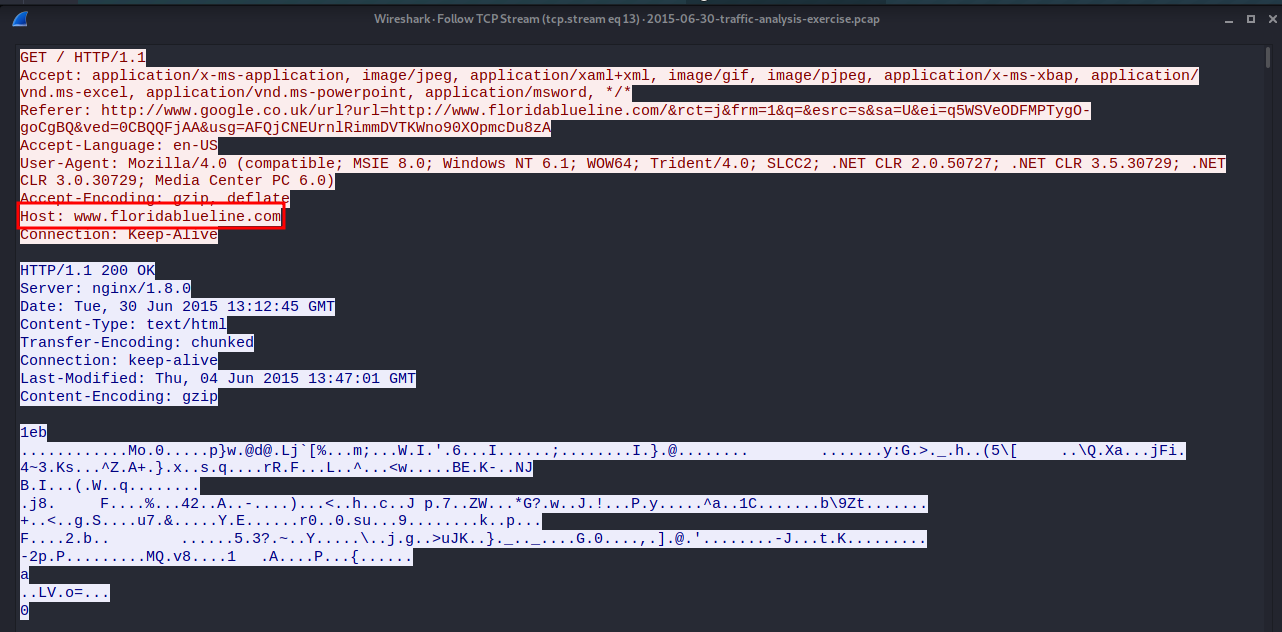 Wireshark · Follow TCP Stream (tcp.stream eq 13) · 2015-06-30-traffic-analysis-exercise.pcap
GET / HTTP/1.1
Accept: application/x-ms-application, image/jpeg, application/xaml+xml, image/gif, image/pjpeg, application/x-ms-xbap, application/
vnd.ms-excel, application/vnd.ms-powerpoint, application/msword, */*
Referer: http://www.google.co.uk/url?url=http://www.floridablueline.com/&rct=j&frm=1&q=&esrc=s&sa=U&ei=q5WSVeODFMPTygO-
goCgBQ&ved=0CBQQFjAA&usg=AFQjCNEUrnlRimmDVTKWno90XOpmcDu8zA
Accept-Language: en-US
User-Agent: Mozilla/4.0 (compatible; MSIE 8.0; Windows NT 6.1; WOW64; Trident/4.0; SLCC2; .NET CLR 2.0.50727; .NET CLR 3.5.30729; .NET
CLR 3.0.30729; Media Center PC 6.0)
Accept-Encoding: gzip, deflate
Host: www.floridablueline.com
Connection: Keep-Alive
HTTP/1.1 200 OK
Server: nginx/1.8.0
Date: Tue, 30 Jun 2015 13:12:45 GMT
Content-Type: text/html
Transfer-Encoding: chunked
Connection: keep-alive
Last-Modified: Thu, 04 Jun 2015 13:47:01 GMT
Content-Encoding: gzip
1eb
............Mo.0.....p}w.@d@.Lj`[%...m;...W.I.'.6...I......;........I.}.@........        .......y:G.>._.h..(5\[     ..\Q.Xa...jFi.
4~3.Ks...^Z.A+.}.x..s.q....rR.F...L..^...<w.....BE.K-..NJ
B.I...(.W..q........
.j8.     F....%...42..A..-....)...<..h..c..J p.7..ZW...*G?.w..J.!...P.y.....^a..1C.......b\9Zt.......
+..<..g.S....u7.&.....Y.E......r0..0.su...9........k..p...
F....2.b..        ......5.3?.~..Y.....\..j.g..>uJK..}._.._....G.0....,.].@.'........-J...t.K.........
-2p.P.........MQ.v8....1   .A....P...{......
a
..LV.o=...
0